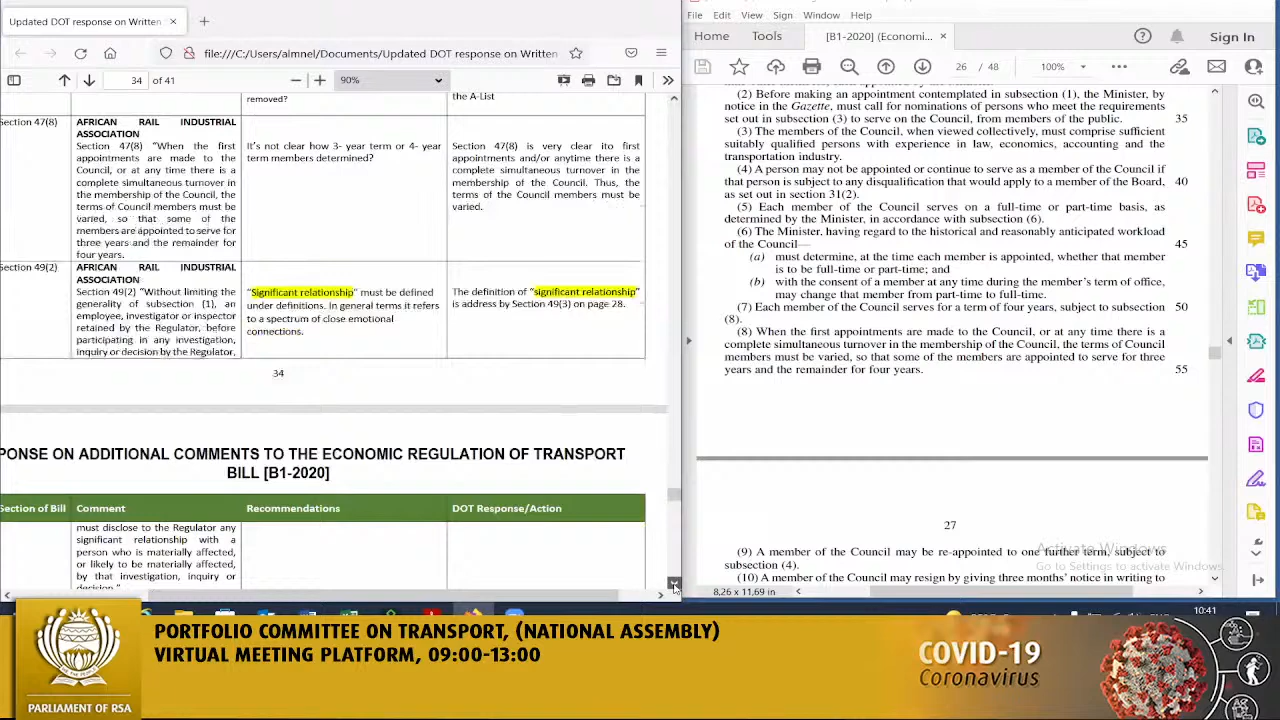 Updated DOT response on Written
file:///C:/Users/aimnel/Documents/Updated DOT response on Written
34 of 41
90%
removed?
the A-List
Section 47(8)
AFRICAN RAIL INDUSTRIAL
ASSOCIATION
Section 47(8) “When the first
appointments are made to the
Council, or at any time there is a
complete simultaneous turnover in
the membership of the Council, the
terms of Council members must be
varied, so that some of the
members are appointed to serve for
three years and the remainder for
four years.
It’s not clear how 3- year term or 4- year
term members determined?
Section 47(8) is very clear ito first
appointments and/or anytime there is a
complete simultaneous turnover in the
membership of the Council. Thus, the
terms of the Council members must be
varied.
Section 49(2)
AFRICAN RAIL INDUSTRIAL
ASSOCIATION
Section 49(2) “Without limiting the
generality of subsection (1), an
employee, investigator or inspector
retained by the Regulator, before
participating in any investigation,
inquiry or decision by the Regulator,
“Significant relationship” must be defined
under definitions. In general terms it refers
to a spectrum of close emotional
connections.
The definition of “significant relationship”
is address by Section 49(3) on page 28.
34
PONSE ON ADDITIONAL COMMENTS TO THE ECONOMIC REGULATION OF TRANSPORT
BILL [B1-2020]
Section of Bill
Comment
Recommendations
DOT Response/Action
must disclose to the Regulator any
significant relationship with a
person who is materially affected,
or likely to be materially affected,
by that investigation, inquiry or
decision.”
File Edit View Sign Window Help
Home Tools [B1-2020] (Economi... Sign In
26 / 48
100%
(2) Before making an appointment contemplated in subsection (1), the Minister, by
notice in the Gazette, must call for nominations of persons who meet the requirements
set out in subsection (3) to serve on the Council, from members of the public. 35
(3) The members of the Council, when viewed collectively, must comprise sufficient
suitably qualified persons with experience in law, economics, accounting and the
transportation industry.
(4) A person may not be appointed or continue to serve as a member of the Council if
that person is subject to any disqualification that would apply to a member of the Board, 40
as set out in section 31(2).
(5) Each member of the Council serves on a full-time or part-time basis, as
determined by the Minister, in accordance with subsection (6).
(6) The Minister, having regard to the historical and reasonably anticipated workload 45
of the Council—
(a) must determine, at the time each member is appointed, whether that member
is to be full-time or part-time; and
(b) with the consent of a member at any time during the member’s term of office,
may change that member from part-time to full-time.
(7) Each member of the Council serves for a term of four years, subject to subsection 50
(8).
(8) When the first appointments are made to the Council, or at any time there is a
complete simultaneous turnover in the membership of the Council, the terms of Council
members must be varied, so that some of the members are appointed to serve for three
years and the remainder for four years. 55
27
(9) A member of the Council may be re-appointed to one further term, subject to
subsection (4).
(10) A member of the Council may resign by giving three months’ notice in writing to
Activate Windows
Go to Settings to activate Windows.
8,26 x 11,69 in
10:41
PORTFOLIO COMMITTEE ON TRANSPORT, (NATIONAL ASSEMBLY)
VIRTUAL MEETING PLATFORM, 09:00-13:00
PARLIAMENT OF RSA
COVID-19
Coronavirus